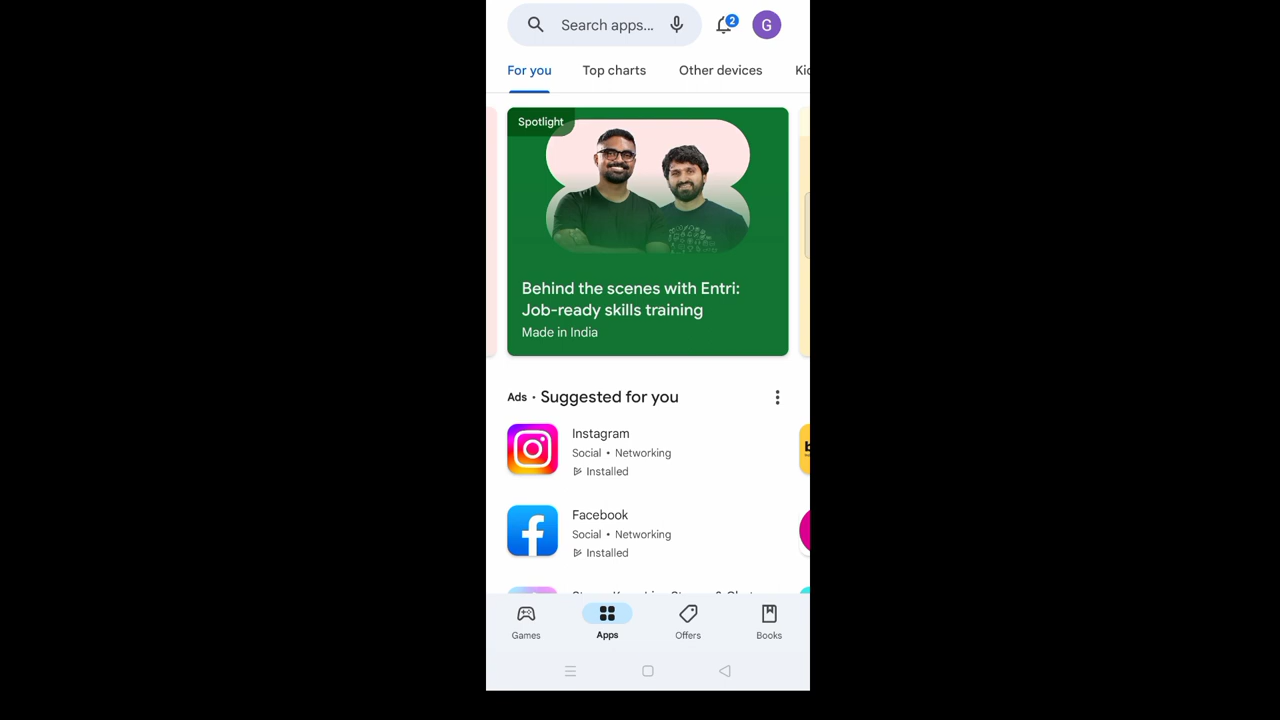 Search apps...
2
G
For you
Top charts
Other devices
Spotlight
Behind the scenes with Entri:
Job-ready skills training
Made in India
Ads • Suggested for you
Instagram
Social • Networking
Installed
Facebook
Social • Networking
Installed
Games
Apps
Offers
Books